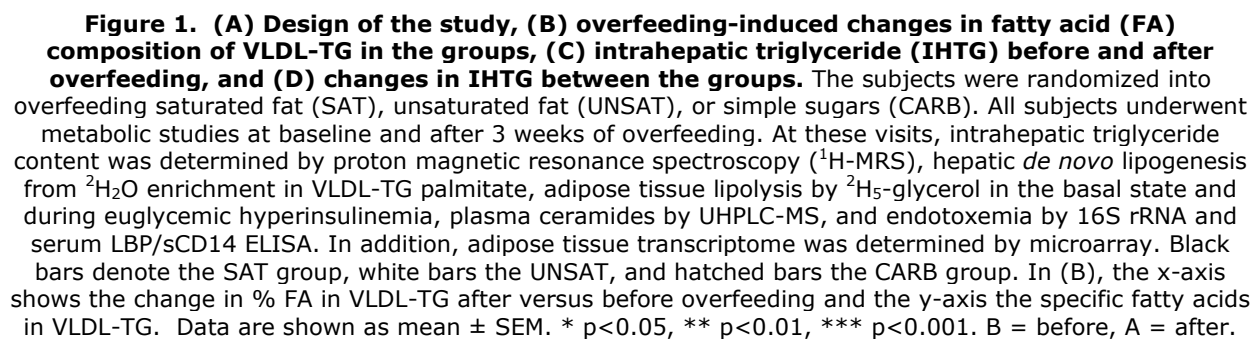 Figure 1. (A) Design of the study, (B) overfeeding-induced changes in fatty acid (FA)
composition of VLDL-TG in the groups, (C) intrahepatic triglyceride (IHTG) before and after
overfeeding, and (D) changes in IHTG between the groups. The subjects were randomized into
overfeeding saturated fat (SAT), unsaturated fat (UNSAT), or simple sugars (CARB). All subjects underwent
metabolic studies at baseline and after 3 weeks of overfeeding. At these visits, intrahepatic triglyceride
content was determined by proton magnetic resonance spectroscopy (¹H-MRS), hepatic de novo lipogenesis
from ²H₂O enrichment in VLDL-TG palmitate, adipose tissue lipolysis by ²H₅-glycerol in the basal state and
during euglycemic hyperinsulinemia, plasma ceramides by UHPLC-MS, and endotoxemia by 16S rRNA and
serum LBP/sCD14 ELISA. In addition, adipose tissue transcriptome was determined by microarray. Black
bars denote the SAT group, white bars the UNSAT, and hatched bars the CARB group. In (B), the x-axis
shows the change in % FA in VLDL-TG after versus before overfeeding and the y-axis the specific fatty acids
in VLDL-TG. Data are shown as mean ± SEM. * p<0.05, ** p<0.01, *** p<0.001. B = before, A = after.